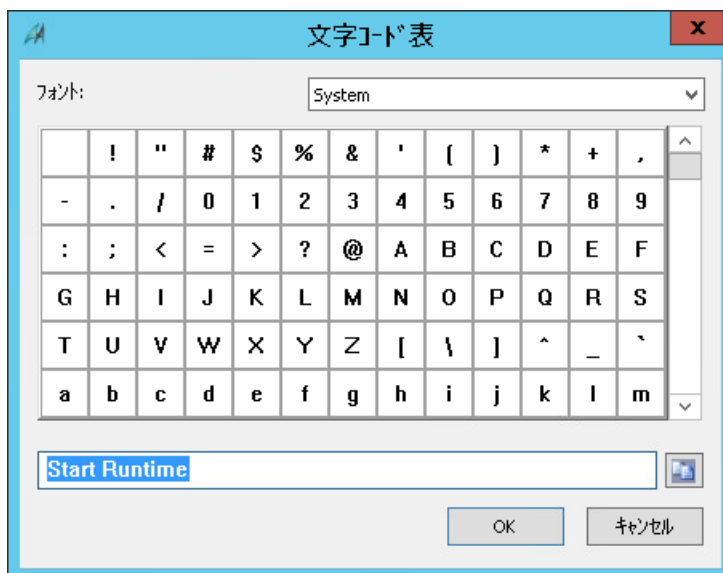 文字ｺｰﾄﾞ表
x
ﾌｫﾝﾄ:
System
! " # $ % & ' ( ) * + ,
- . / 0 1 2 3 4 5 6 7 8 9
: ; < = > ? @ A B C D E F
G H I J K L M N O P Q R S
T U V W X Y Z [ \ ] ^ _ `
a b c d e f g h i j k l m
Start Runtime
OK
ｷｬﾝｾﾙ